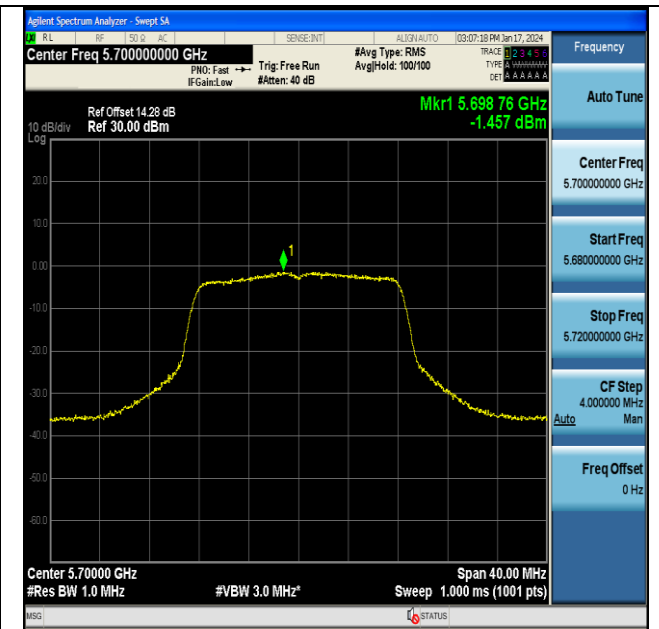 Agilent Spectrum Analyzer - Swept SA
RL RF 50 Ω AC SENSE:INT ALIGN AUTO 03:07:18 PM Jan 17, 2024
Center Freq 5.700000000 GHz
PNO: Fast
IFGain:Low
Trig: Free Run
#Atten: 40 dB
#Avg Type: RMS
Avg|Hold: 100/100
TRACE 1 2 3 4 5 6
TYPE A WWWWW
DET A A A A A A
Ref Offset 14.28 dB
10 dB/div Ref 30.00 dBm
Log
Mkr1 5.698 76 GHz
-1.457 dBm
20.0
10.0
0.00
-10.0
-20.0
-30.0
-40.0
-50.0
-60.0
1
Center 5.70000 GHz Span 40.00 MHz
#Res BW 1.0 MHz #VBW 3.0 MHz* Sweep 1.000 ms (1001 pts)
MSG STATUS
Frequency
Auto Tune
Center Freq
5.700000000 GHz
Start Freq
5.680000000 GHz
Stop Freq
5.720000000 GHz
CF Step
4.000000 MHz
Auto Man
Freq Offset
0 Hz